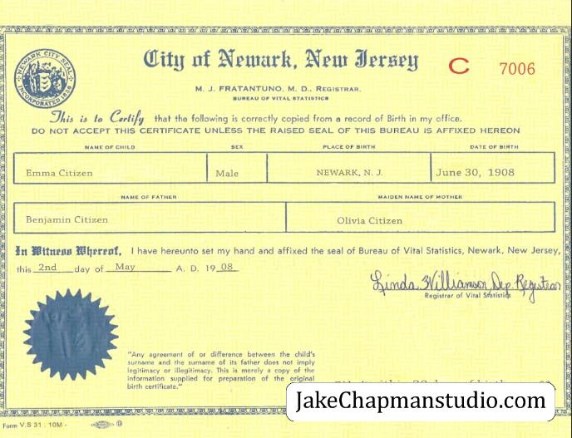 City of Newark, New Jersey
C 7006
M. J. FRATANTUNO, M. D., REGISTRAR,
BUREAU OF VITAL STATISTICS
This is to Certify that the following is correctly copied from a record of Birth in my office.
DO NOT ACCEPT THIS CERTIFICATE UNLESS THE RAISED SEAL OF THIS BUREAU IS AFFIXED HEREON
NAME OF CHILD SEX PLACE OF BIRTH DATE OF BIRTH
Emma Citizen Male NEWARK, N. J. June 30, 1908
NAME OF FATHER MAIDEN NAME OF MOTHER
Benjamin Citizen Olivia Citizen
In Witness Whereof, I have hereunto set my hand and affixed the seal of Bureau of Vital Statistics, Newark, New Jersey,
this 2nd day of May A. D. 1908.
Linda Williamson Dep Registrar
Registrar of Vital Statistics
"Any agreement of or difference between the child's
surname and the surname of its father does not imply
legitimacy or illegitimacy. This is merely a copy of the
information supplied for preparation of the original
birth certificate."
JakeChapmanstudio.com
Form V S 31 : 10M -